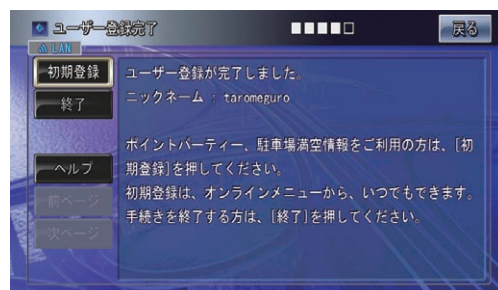 ユーザー登録完了
戻る
LAN
初期登録
終了
ヘルプ
前ページ
次ページ
ユーザー登録が完了しました。
ニックネーム : taromeguro
ポイントパーティー、駐車場満空情報をご利用の方は、[初
期登録]を押してください。
初期登録は、オンラインメニューから、いつでもできます。
手続きを終了する方は、[終了]を押してください。